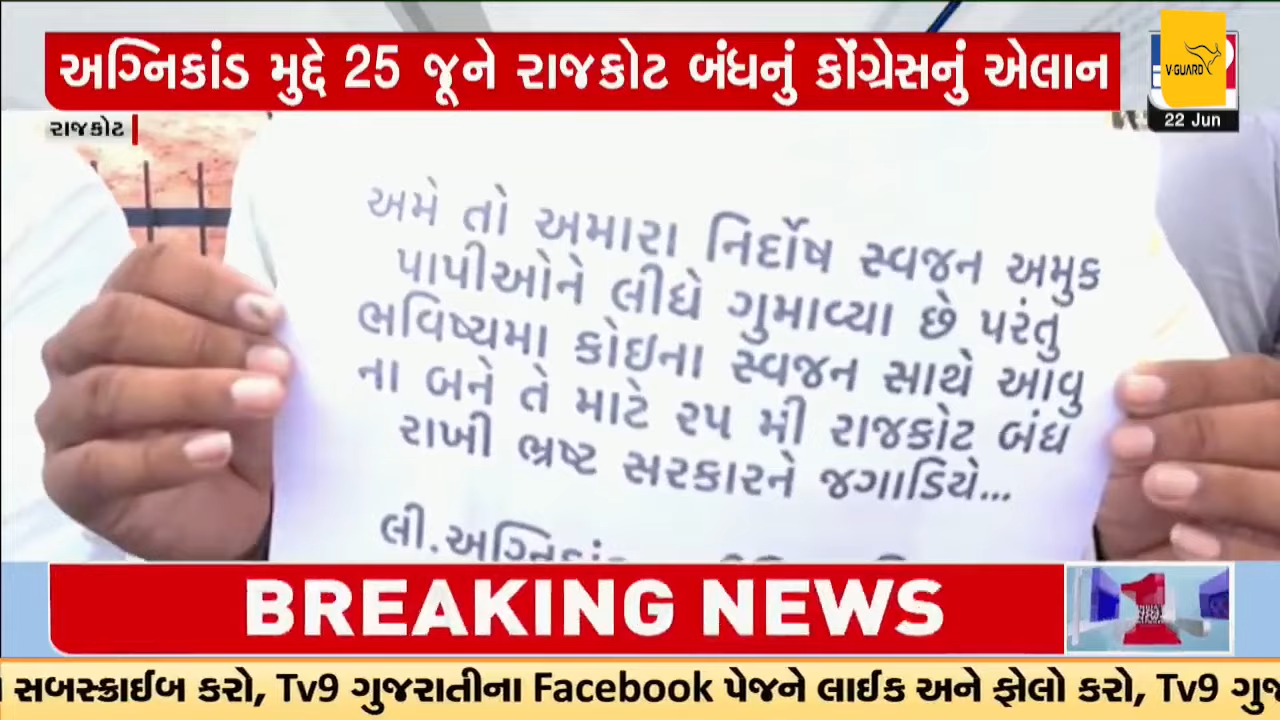 અગ્નિકાંડ મુદ્દે 25 જૂને રાજકોટ બંધનું કોંગ્રેસનું એલાન
V-GUARD
22 Jun
રાજકોટ
અમે તો અમારા નિર્દોષ સ્વજન અમુક
પાપીઓને લીધે ગુમાવ્યા છે પરંતુ
ભવિષ્યમા કોઇના સ્વજન સાથે આવુ
ના બને તે માટે ૨૫ મી રાજકોટ બંધ
રાખી ભ્રષ્ટ સરકારને જગાડિયે...
લી.અગ્નિકાંડ
BREAKING NEWS
સબસ્ક્રાઈબ કરો, Tv9 ગુજરાતીના Facebook પેજને લાઈક અને ફોલો કરો, Tv9